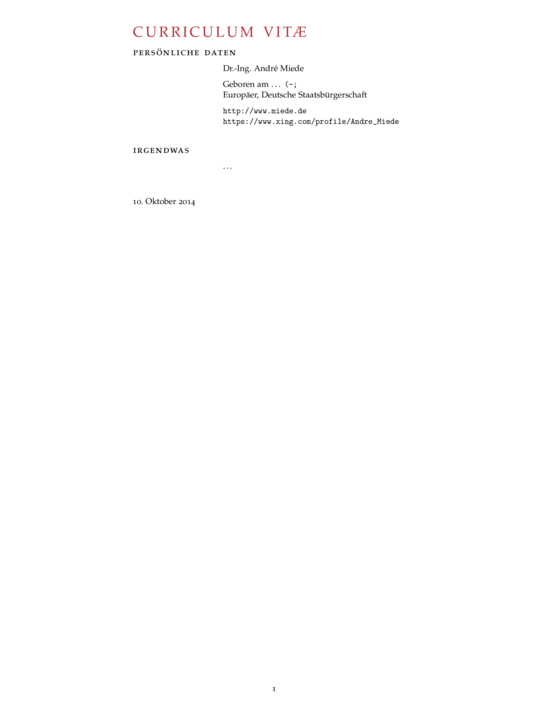 CURRICULUM VITÆ
PERSÖNLICHE DATEN
Dr.-Ing. André Miede
Geboren am ... (-;
Europäer, Deutsche Staatsbürgerschaft
http://www.miede.de
https://www.xing.com/profile/Andre_Miede
IRGENDWAS
...
10. Oktober 2014
1